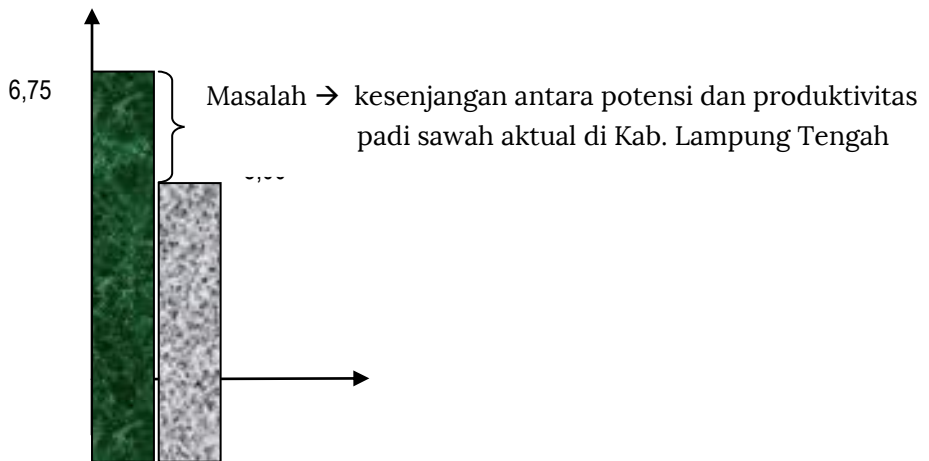 6,75
Masalah → kesenjangan antara potensi dan produktivitas
padi sawah aktual di Kab. Lampung Tengah